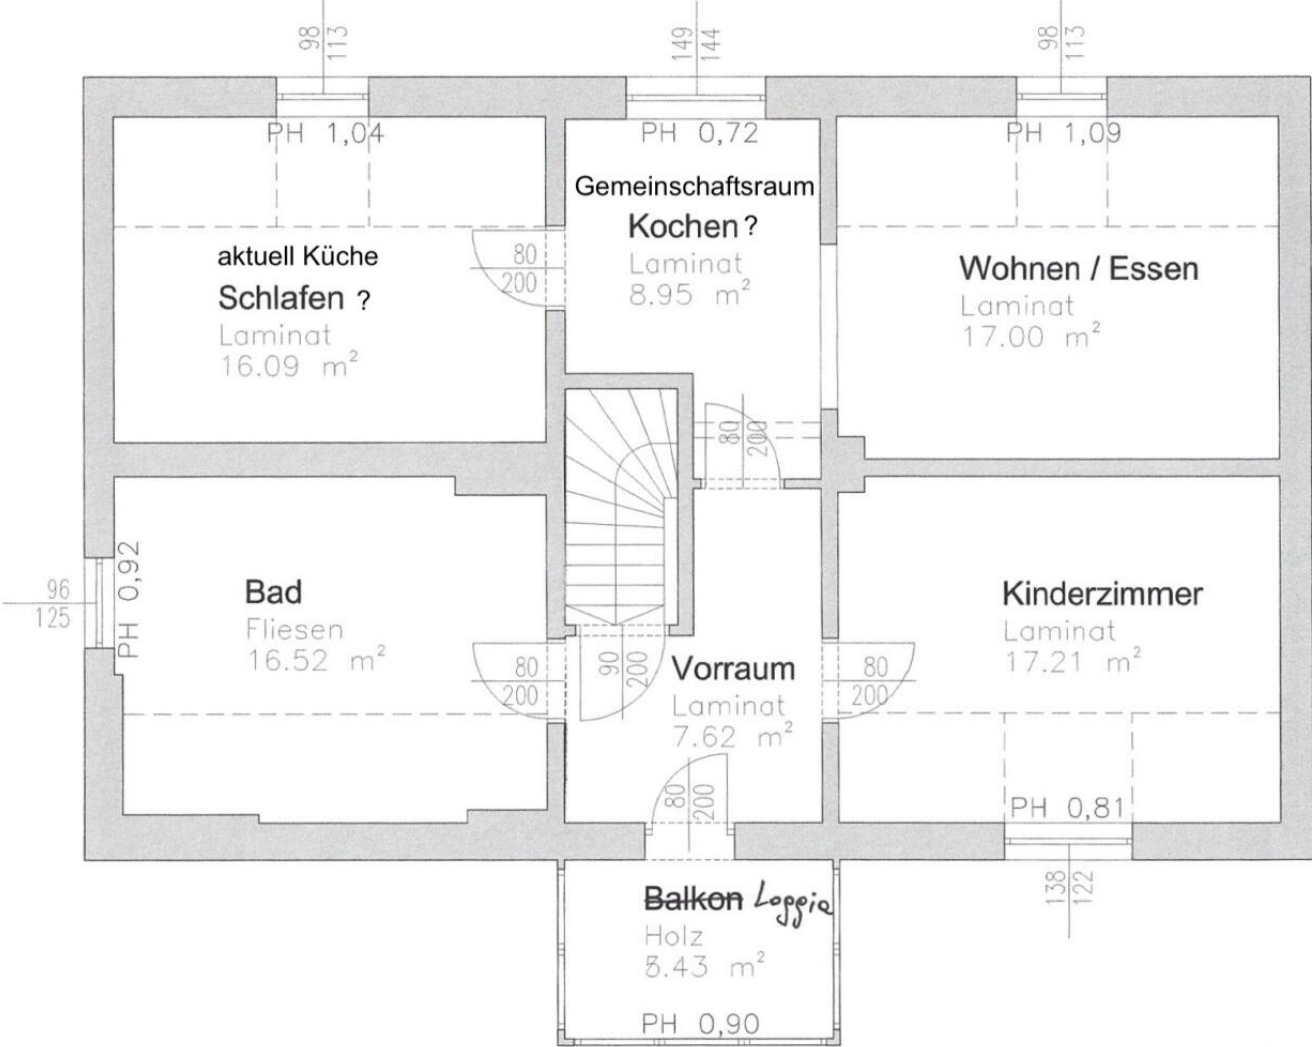 98
113
149
144
98
113
PH 1,04
PH 0,72
PH 1,09
Gemeinschaftsraum
Kochen ?
Laminat
8.95 m²
aktuell Küche
Schlafen ?
Laminat
16.09 m²
80
200
Wohnen / Essen
Laminat
17.00 m²
80
200
96
125
PH 0,92
Bad
Fliesen
16.52 m²
80
200
90
200
Vorraum
Laminat
7.62 m²
80
200
Kinderzimmer
Laminat
17.21 m²
80
200
PH 0,81
138
122
Balkon Loggia
Holz
8.43 m²
PH 0,90